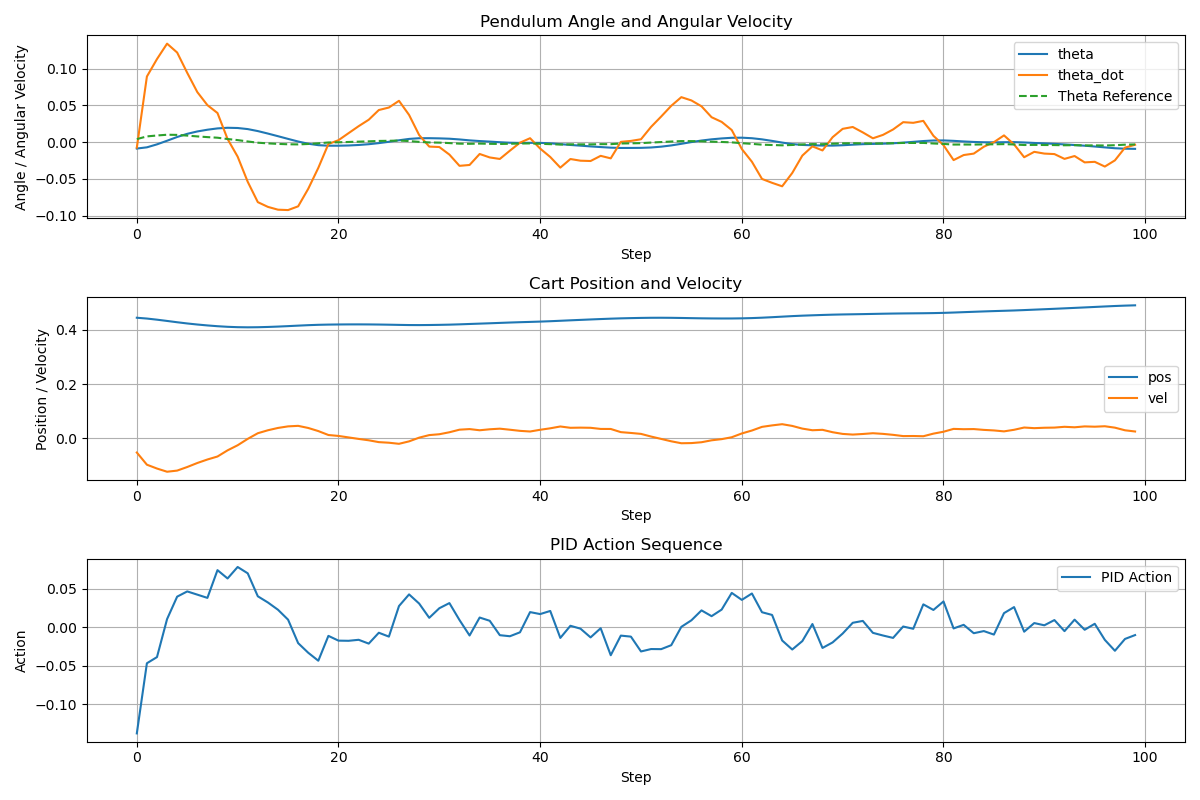 Pendulum Angle and Angular Velocity
Angle / Angular Velocity
0.10
0.05
0.00
−0.05
−0.10
theta
theta_dot
Theta Reference
0 20 40 60 80 100
Step
Cart Position and Velocity
Position / Velocity
0.4
0.2
0.0
pos
vel
0 20 40 60 80 100
Step
PID Action Sequence
Action
0.05
0.00
−0.05
−0.10
PID Action
0 20 40 60 80 100
Step